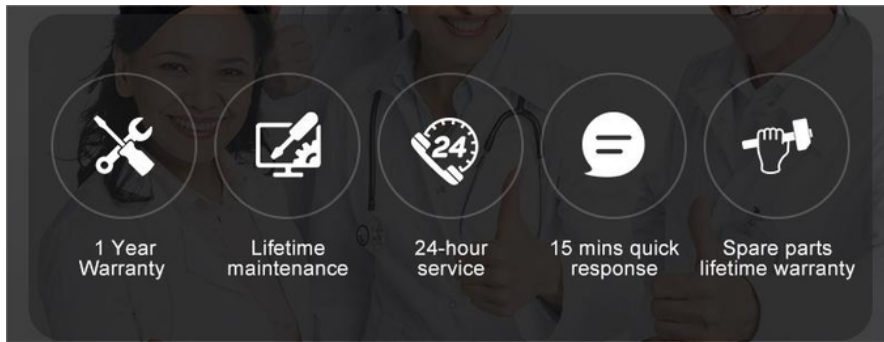 24
1 Year
Warranty
Lifetime
maintenance
24-hour
service
15 mins quick
response
Spare parts
lifetime warranty